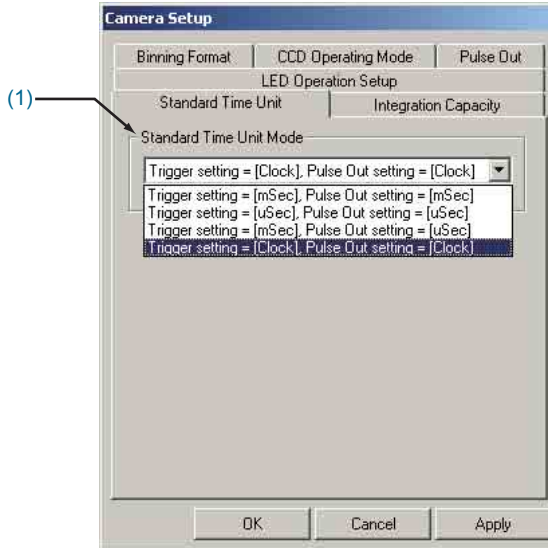 Camera Setup
Binning Format
CCD Operating Mode
Pulse Out
LED Operation Setup
Standard Time Unit
Integration Capacity
(1)
Standard Time Unit Mode
Trigger setting = [Clock], Pulse Out setting = [Clock]
Trigger setting = [mSec], Pulse Out setting = [mSec]
Trigger setting = [uSec], Pulse Out setting = [uSec]
Trigger setting = [mSec], Pulse Out setting = [uSec]
Trigger setting = [Clock], Pulse Out setting = [Clock]
OK
Cancel
Apply